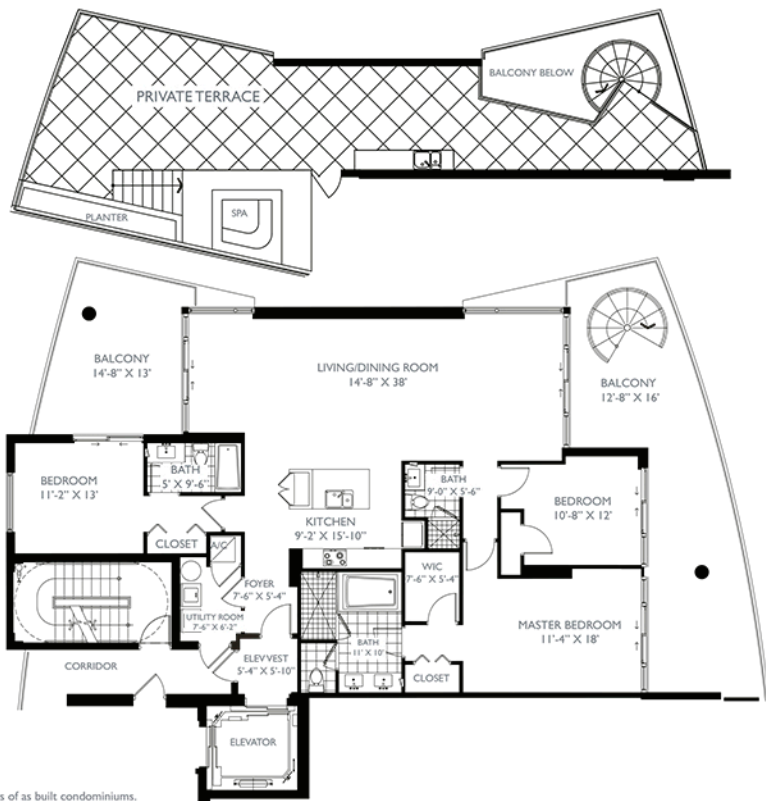 PRIVATE TERRACE
BALCONY BELOW
PLANTER
SPA
BALCONY
14'-8" X 13'
LIVING/DINING ROOM
14'-8" X 38'
BALCONY
12'-8" X 16'
BEDROOM
11'-2" X 13'
BATH
5' X 9'-6"
BATH
9'-0" X 5'-6"
BEDROOM
10'-8" X 12'
KITCHEN
9'-2' X 15'-10"
CLOSET
A/C
WIC
7'-6" X 5'-4"
FOYER
7'-6" X 5'-4"
UTILITY ROOM
7'-6" X 6'-2"
MASTER BEDROOM
11'-4" X 18'
BATH
11' X 10'
CORRIDOR
ELEV VEST
5'-4" X 5'-10"
CLOSET
ELEVATOR
s of as built condominiums.